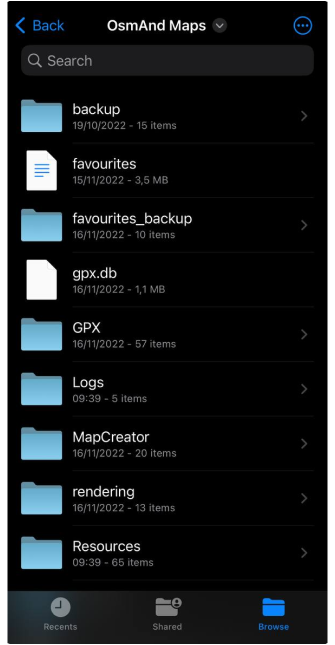 Back
OsmAnd Maps
Search
backup
19/10/2022 - 15 items
favourites
15/11/2022 - 3,5 MB
favourites_backup
16/11/2022 - 10 items
gpx.db
16/11/2022 - 1,1 MB
GPX
16/11/2022 - 57 items
Logs
09:39 - 5 items
MapCreator
16/11/2022 - 20 items
rendering
16/11/2022 - 13 items
Resources
09:39 - 65 items
Recents
Shared
Browse